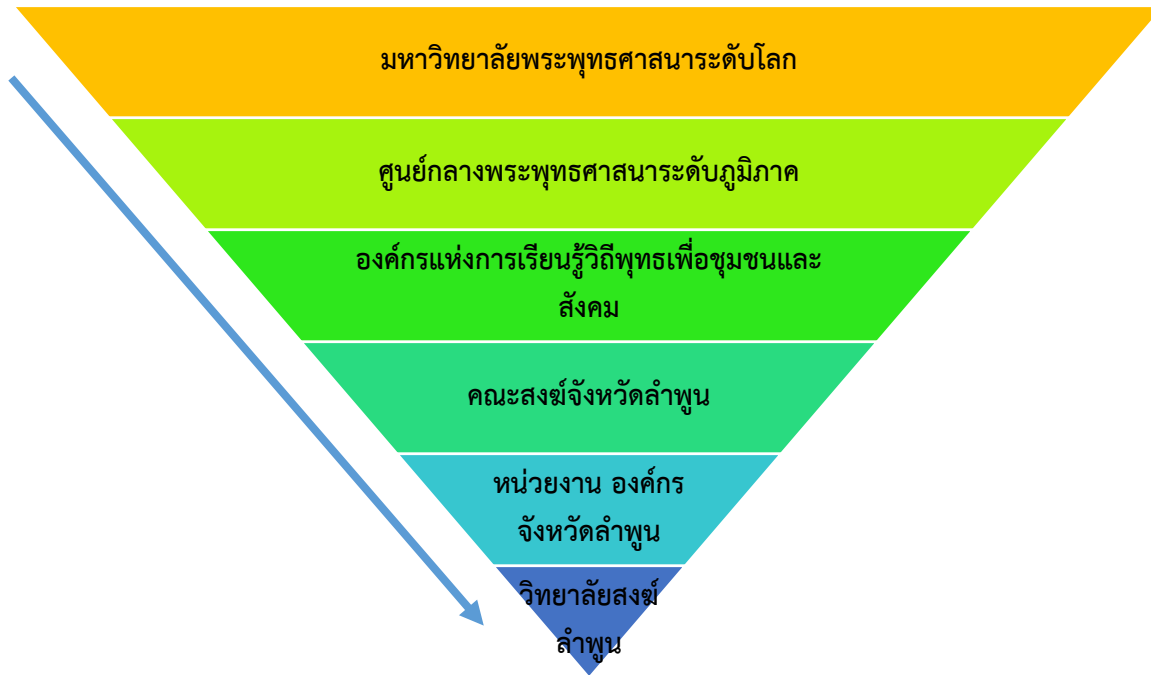 มหาวิทยาลัยพระพุทธศาสนาระดับโลก
ศูนย์กลางพระพุทธศาสนาระดับภูมิภาค
องค์กรแห่งการเรียนรู้วิถีพุทธเพื่อชุมชนและ
สังคม
คณะสงฆ์จังหวัดลำพูน
หน่วยงาน องค์กร
จังหวัดลำพูน
วิทยาลัยสงฆ์
ลำพูน